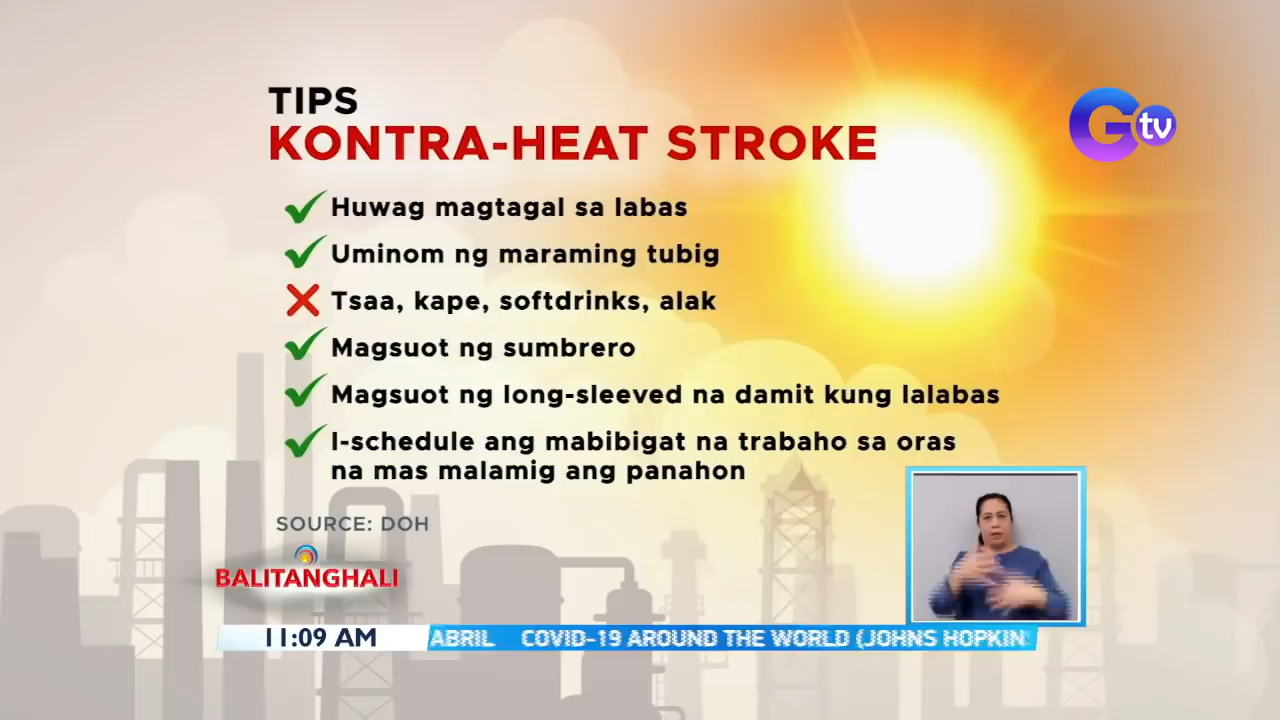 TIPS
KONTRA-HEAT STROKE
Gtv
Huwag magtagal sa labas
Uminom ng maraming tubig
Tsaa, kape, softdrinks, alak
Magsuot ng sumbrero
Magsuot ng long-sleeved na damit kung lalabas
I-schedule ang mabibigat na trabaho sa oras
na mas malamig ang panahon
SOURCE: DOH
BALITANGHALI
11:09 AM
ABRIL COVID-19 AROUND THE WORLD (JOHNS HOPKIN